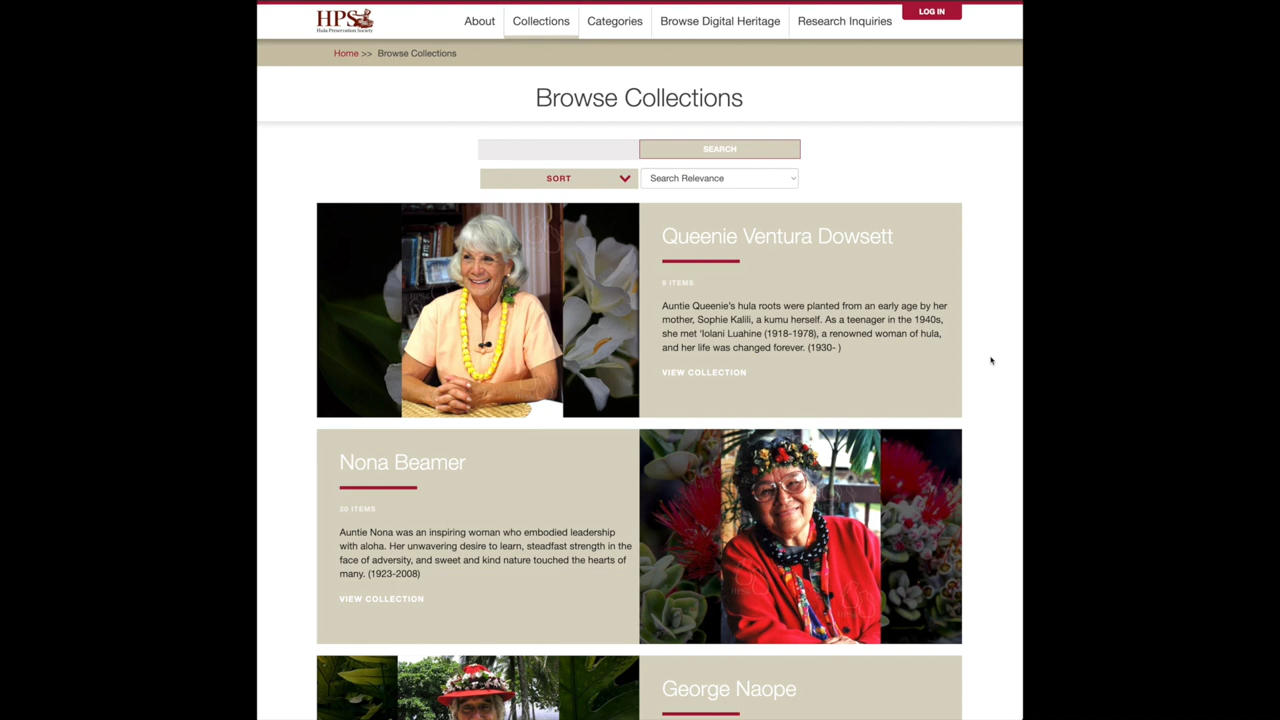 HPS
Hula Preservation Society
About
Collections
Categories
Browse Digital Heritage
Research Inquiries
LOG IN
Home >> Browse Collections
Browse Collections
SEARCH
SORT
Search Relevance
Queenie Ventura Dowsett
Auntie Queenie's hula roots were planted from an early age by her
mother, Sophie Kalili, a kumu herself. As a teenager in the 1940s,
she met 'Iolani Luahine (1918-1978), a renowned woman of hula,
and her life was changed forever. (1930- )
VIEW COLLECTION
Nona Beamer
20 ITEMS
Auntie Nona was an inspiring woman who embodied leadership
with aloha. Her unwavering desire to learn, steadfast strength in the
face of adversity, and sweet and kind nature touched the hearts of
many. (1923-2008)
VIEW COLLECTION
George Naope